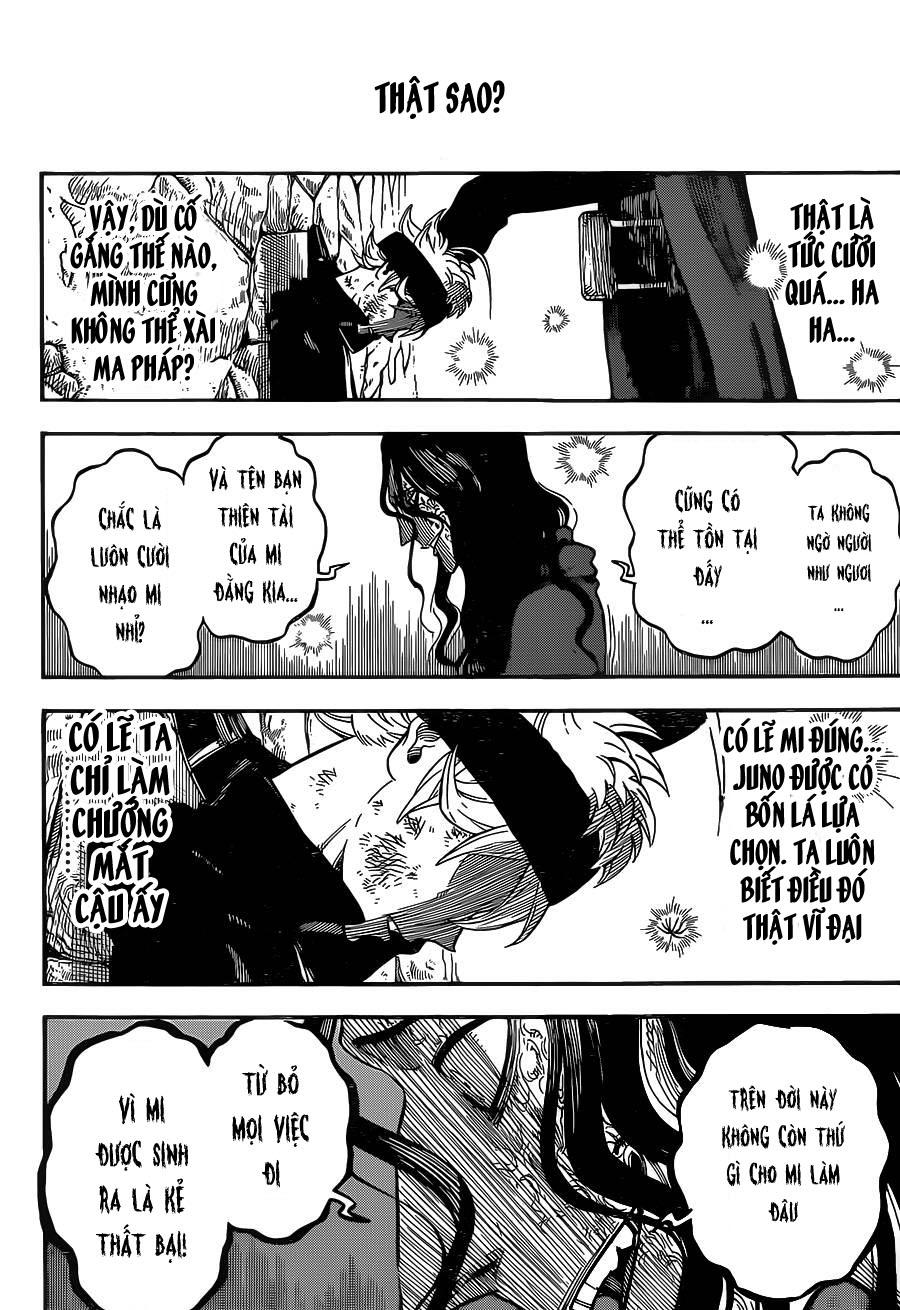 THẬT SAO?
THẬT LÀ
TỨC CƯỜI
QUÁ... HA
HA...
VẬY, DÙ CỐ
GẮNG THẾ NÀO,
MÌNH CŨNG
KHÔNG THỂ XÀI
MA PHÁP?
TA KHÔNG
NGỜ NGƯỜI
NHƯ NGƯƠI
...
CŨNG CÓ
THỂ TỒN TẠI
ĐẤY
...
VÀ TÊN BẠN
THIÊN TÀI
CỦA MI
ĐẰNG KIA...
CHẮC LÀ
LUÔN CƯỜI
NHẠO MI
NHỈ?
CÓ LẼ MI ĐÚNG...
JUNO ĐƯỢC CỎ
BỐN LÁ LỰA
CHỌN. TA LUÔN
BIẾT ĐIỀU ĐÓ
THẬT VĨ ĐẠI
CÓ LẼ TA
CHỈ LÀM
CHƯỚNG
MẮT
CẬU ẤY
TRÊN ĐỜI NÀY
KHÔNG CÒN THỨ
GÌ CHO MI LÀM
ĐÂU
TỪ BỎ
MỌI VIỆC
ĐI
VÌ MI
ĐƯỢC SINH
RA LÀ KẺ
THẤT BẠI!